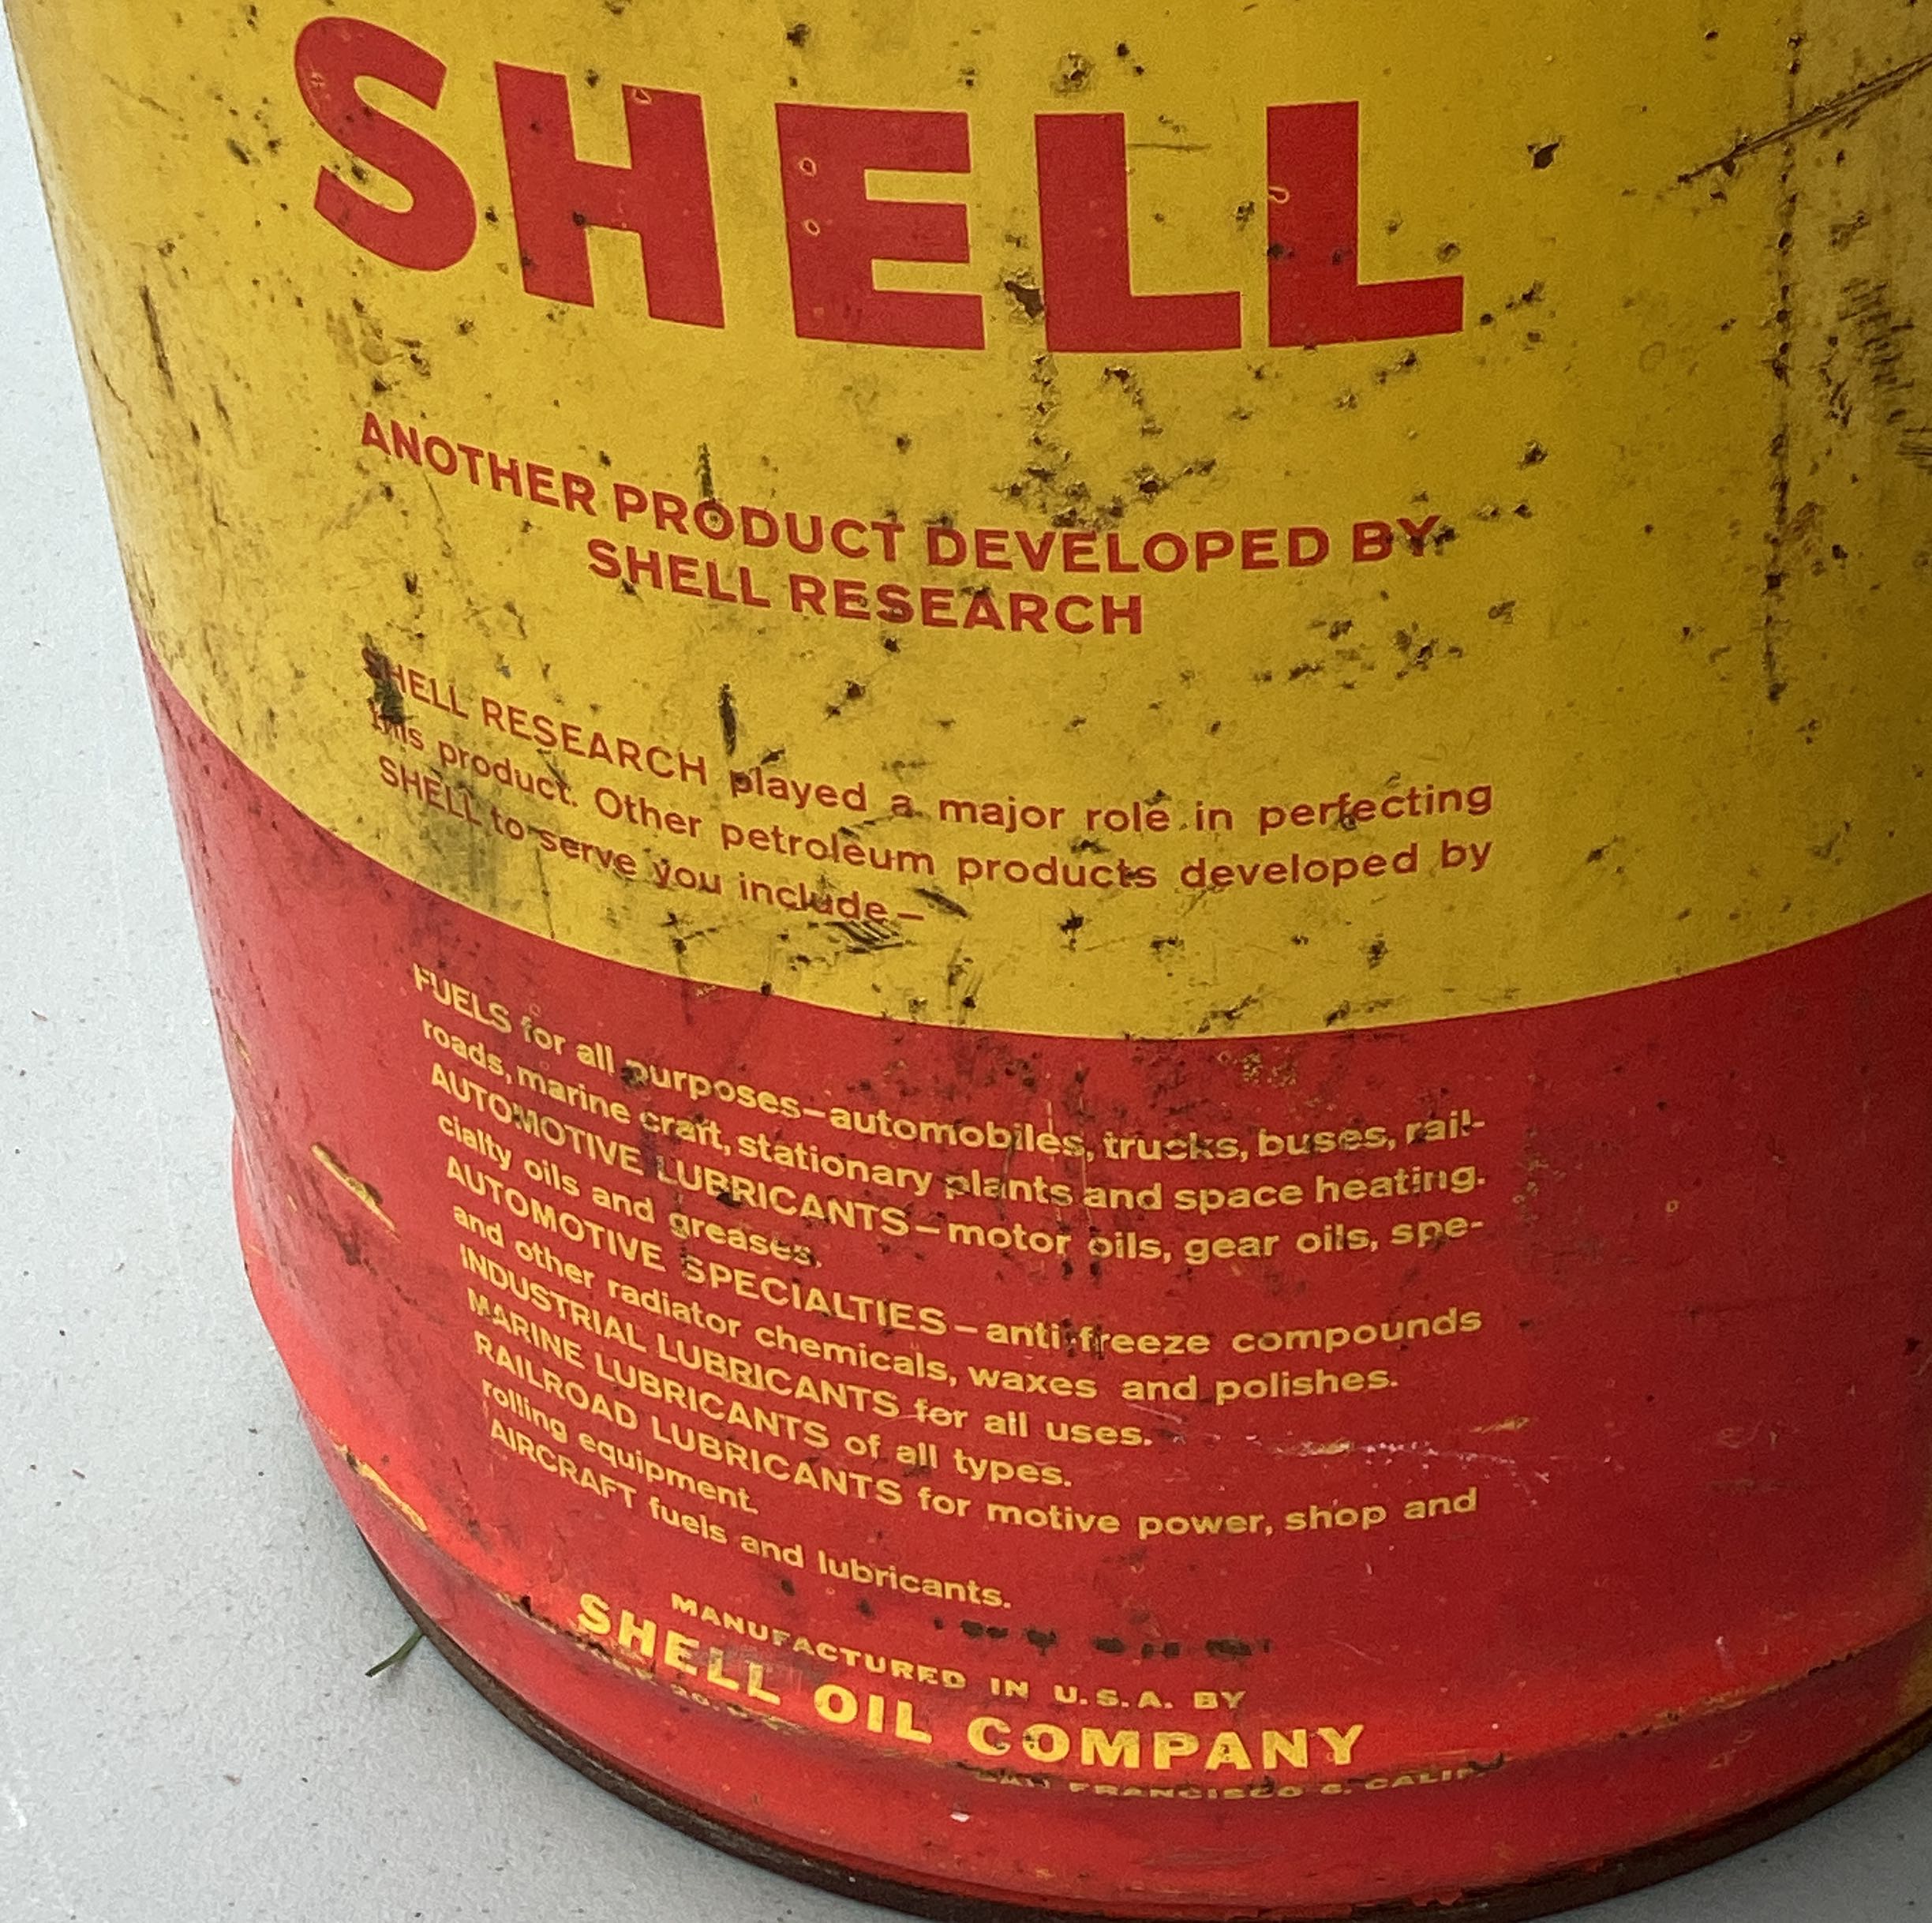 SHELL
ANOTHER PRODUCT DEVELOPED BY
SHELL RESEARCH
SHELL RESEARCH played a major role in perfecting
this product. Other petroleum products developed by
SHELL to serve you include—
FUELS for all purposes—automobiles, trucks, buses, rail-
roads, marine craft, stationary plants and space heating.
AUTOMOTIVE LUBRICANTS—motor oils, gear oils, spe-
cialty oils and greases.
AUTOMOTIVE SPECIALTIES—anti-freeze compounds
and other radiator chemicals, waxes and polishes.
INDUSTRIAL LUBRICANTS for all uses.
MARINE LUBRICANTS of all types.
RAILROAD LUBRICANTS for motive power, shop and
rolling equipment.
AIRCRAFT fuels and lubricants.
MANUFACTURED IN U.S.A. BY
SHELL OIL COMPANY
20, SAN FRANCISCO 6, CALIF.